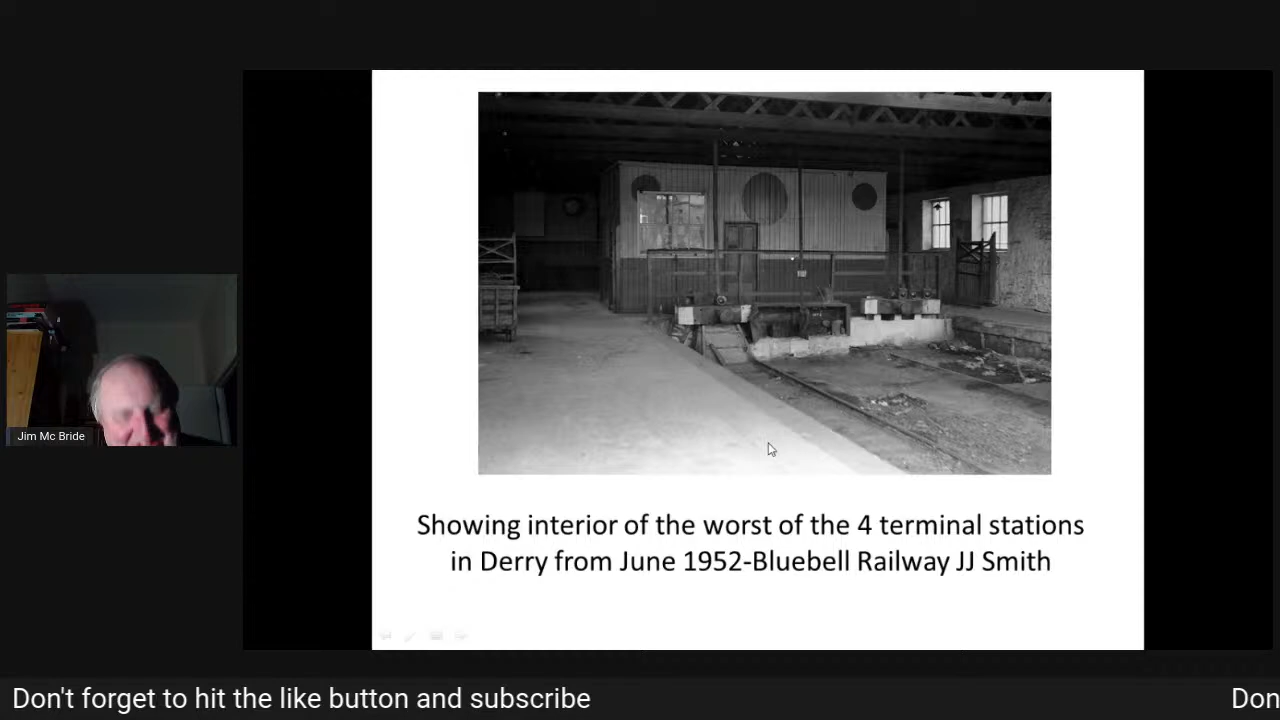 Showing interior of the worst of the 4 terminal stations
in Derry from June 1952-Bluebell Railway JJ Smith
Jim Mc Bride
Don't forget to hit the like button and subscribe
Don